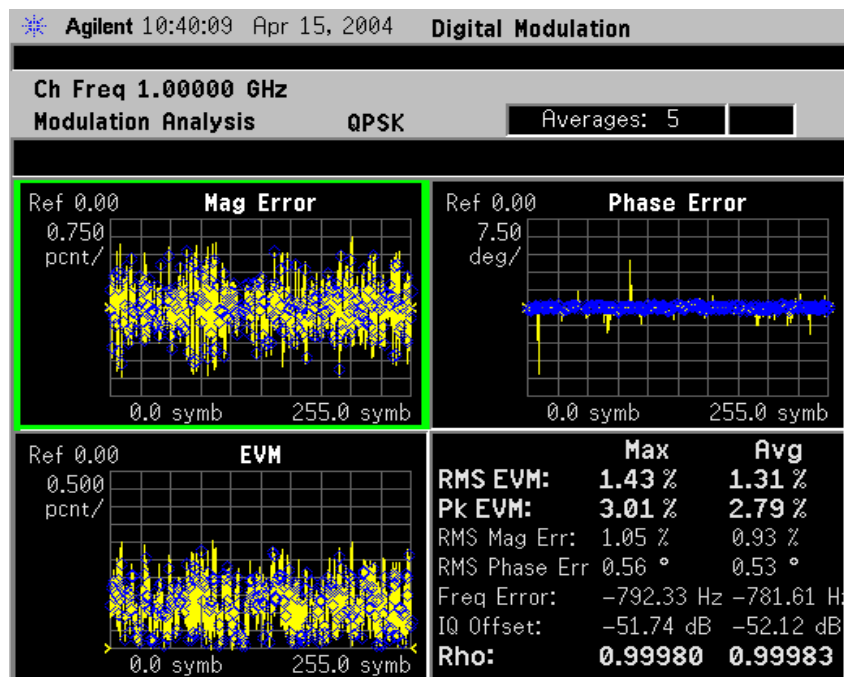 Agilent 10:40:09 Apr 15, 2004 Digital Modulation
Ch Freq 1.00000 GHz
Modulation Analysis QPSK Averages: 5
Ref 0.00 Mag Error
0.750
pcnt/
0.0 symb 255.0 symb
Ref 0.00 Phase Error
7.50
deg/
0.0 symb 255.0 symb
Ref 0.00 EVM
0.500
pcnt/
0.0 symb 255.0 symb
Max Avg
RMS EVM: 1.43 % 1.31 %
Pk EVM: 3.01 % 2.79 %
RMS Mag Err: 1.05 % 0.93 %
RMS Phase Err 0.56 ° 0.53 °
Freq Error: -792.33 Hz -781.61 H
IQ Offset: -51.74 dB -52.12 dB
Rho: 0.99980 0.99983